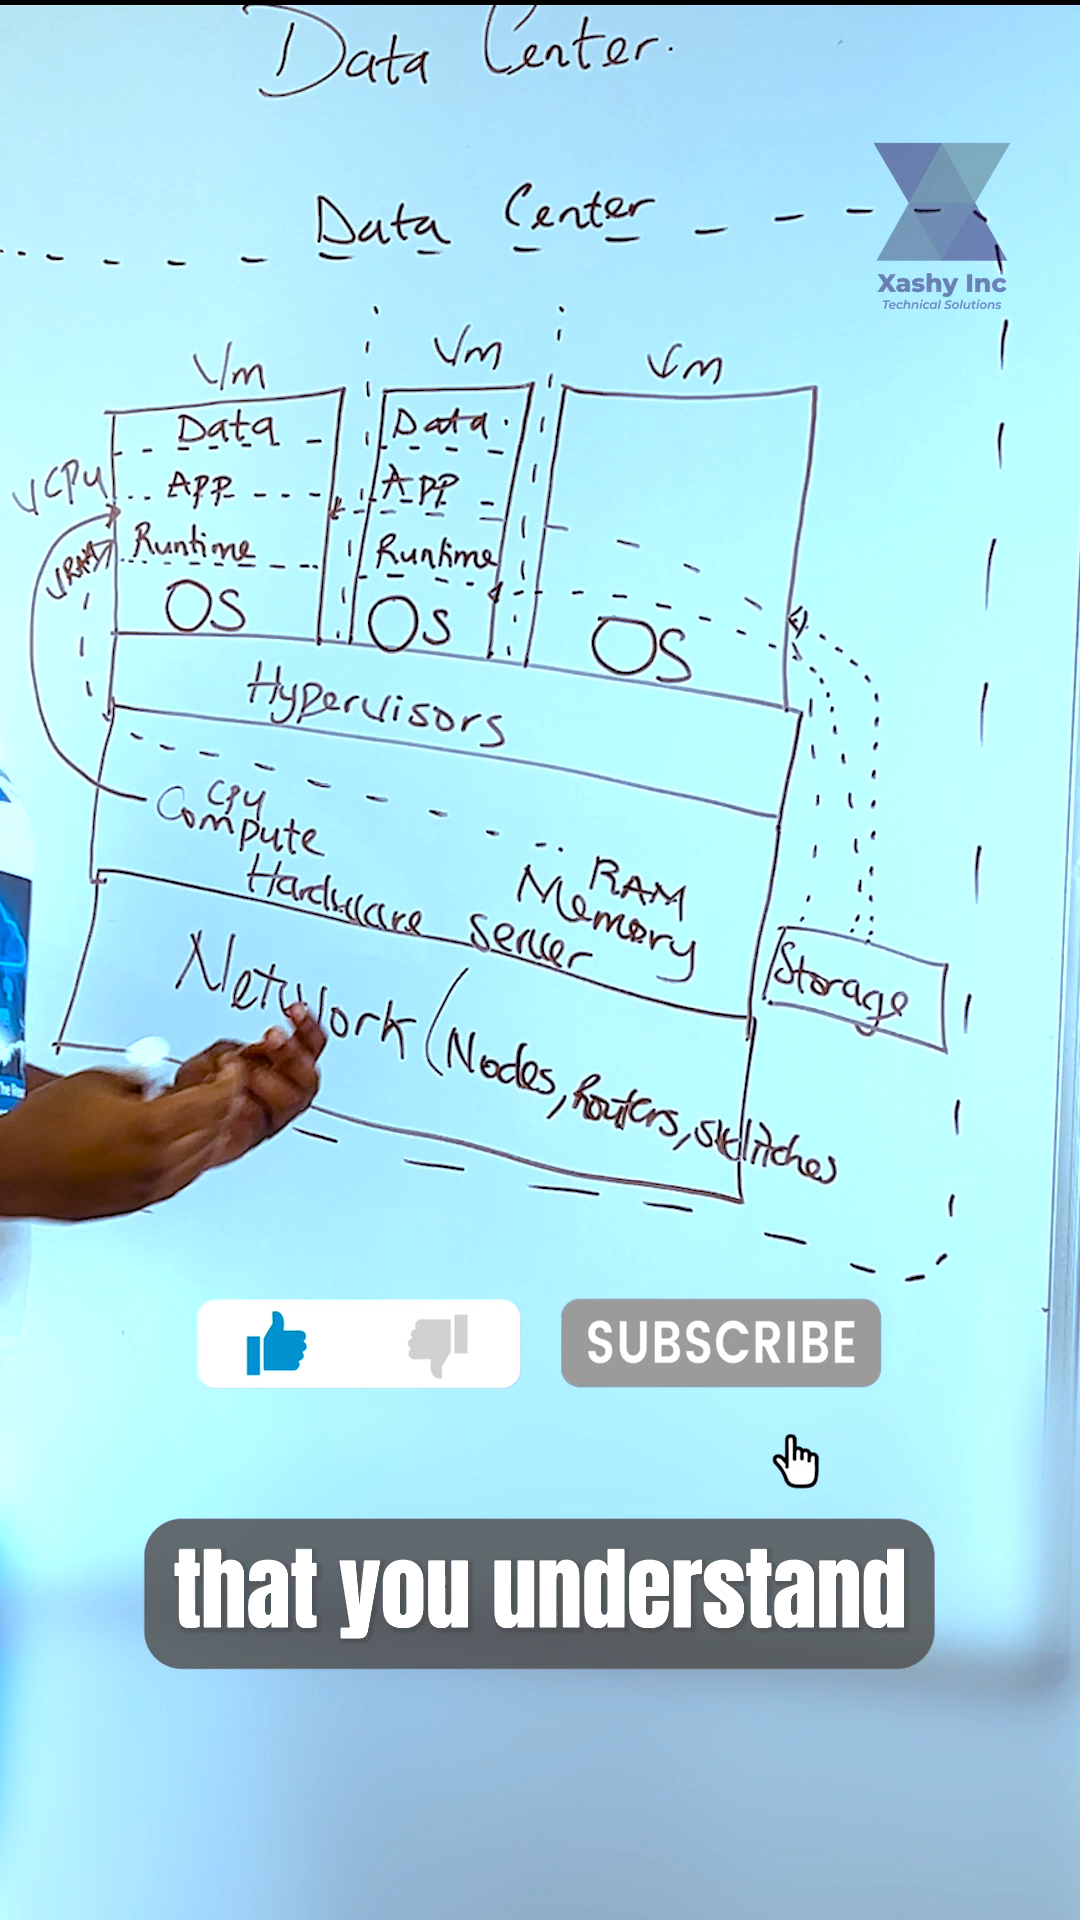 Data Center.
Data Center
Xashy Inc
Technical Solutions
Vm Vm Vm
Data Data.
vCPU APP APP
vRAM Runtime Runtime
OS OS OS
Hypervisors
CPU
Compute RAM
Hardware Server Memory
Storage
Network (Nodes, Routers, switches
SUBSCRIBE
that you understand